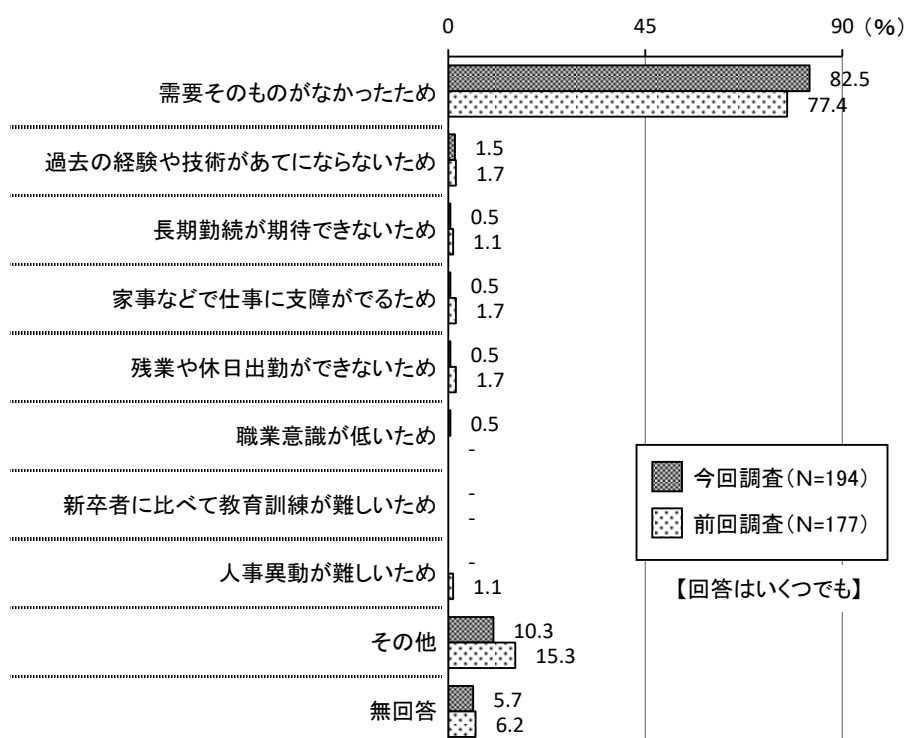 0 45 90 (%)
需要そのものがなかったため 82.5
77.4
過去の経験や技術があてにならないため 1.5
1.7
長期勤続が期待できないため 0.5
1.1
家事などで仕事に支障がでるため 0.5
1.7
残業や休日出勤ができないため 0.5
1.7
職業意識が低いため 0.5
-
新卒者に比べて教育訓練が難しいため -
-
人事異動が難しいため -
1.1
その他 10.3
15.3
無回答 5.7
6.2
今回調査(N=194)
前回調査(N=177)
【回答はいくつでも】